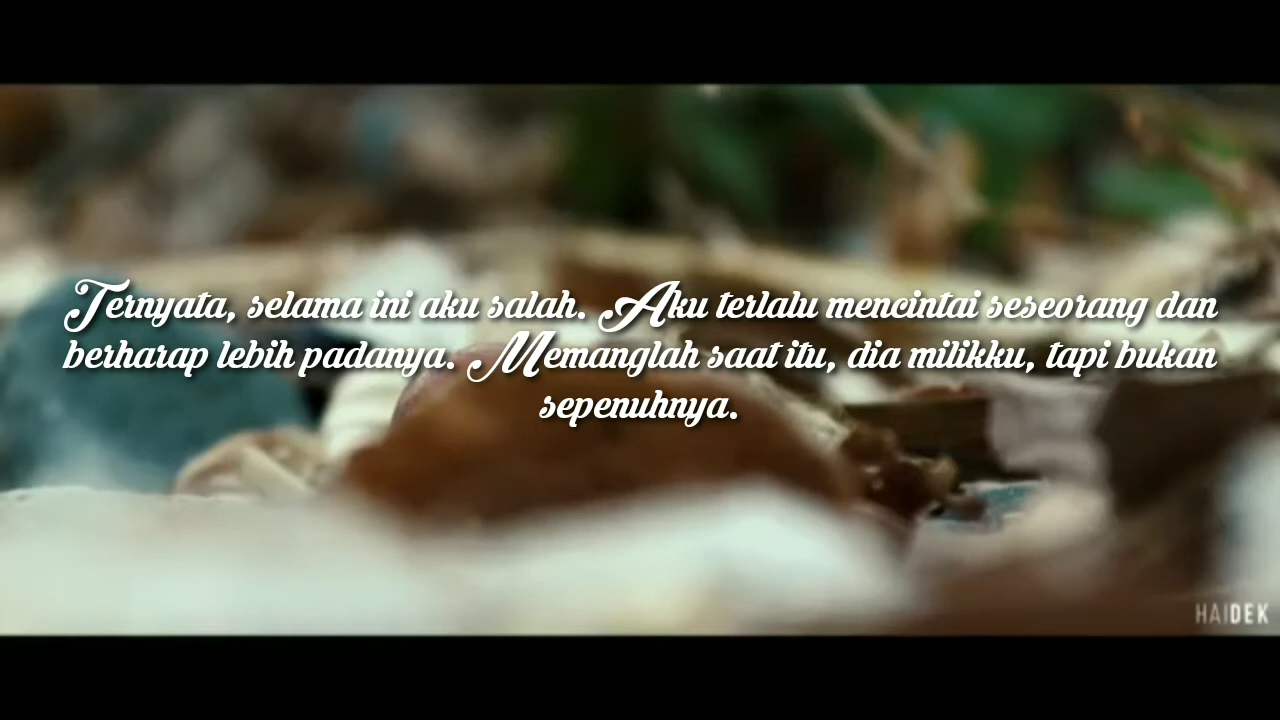 Ternyata, selama ini aku salah. Aku terlalu mencintai seseorang dan
berharap lebih padanya. Memanglah saat itu, dia milikku, tapi bukan
sepenuhnya.
HAIDEK